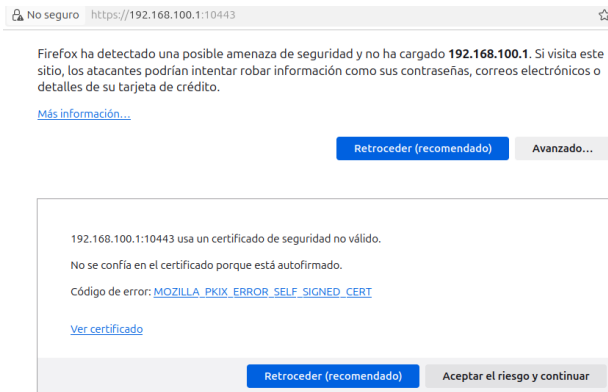 No seguro https://192.168.100.1:10443
Firefox ha detectado una posible amenaza de seguridad y no ha cargado 192.168.100.1. Si visita este
sitio, los atacantes podrían intentar robar información como sus contraseñas, correos electrónicos o
detalles de su tarjeta de crédito.
Más información...
Retroceder (recomendado) Avanzado...
192.168.100.1:10443 usa un certificado de seguridad no válido.
No se confía en el certificado porque está autofirmado.
Código de error: MOZILLA_PKIX_ERROR_SELF_SIGNED_CERT
Ver certificado
Retroceder (recomendado) Aceptar el riesgo y continuar